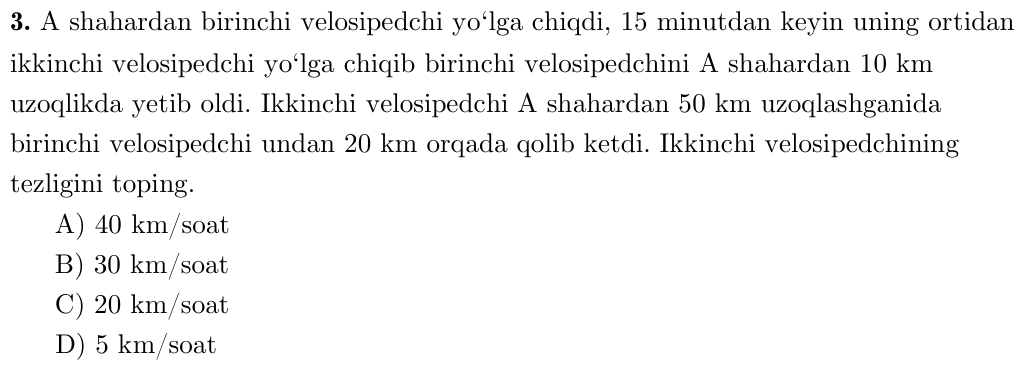 3. A shahardan birinchi velosipedchi yo‘lga chiqdi, 15 minutdan keyin uning ortidan
ikkinchi velosipedchi yo‘lga chiqib birinchi velosipedchini A shahardan 10 km
uzoqlikda yetib oldi. Ikkinchi velosipedchi A shahardan 50 km uzoqlashganida
birinchi velosipedchi undan 20 km orqada qolib ketdi. Ikkinchi velosipedchining
tezligini toping.
A) 40 km/soat
B) 30 km/soat
C) 20 km/soat
D) 5 km/soat